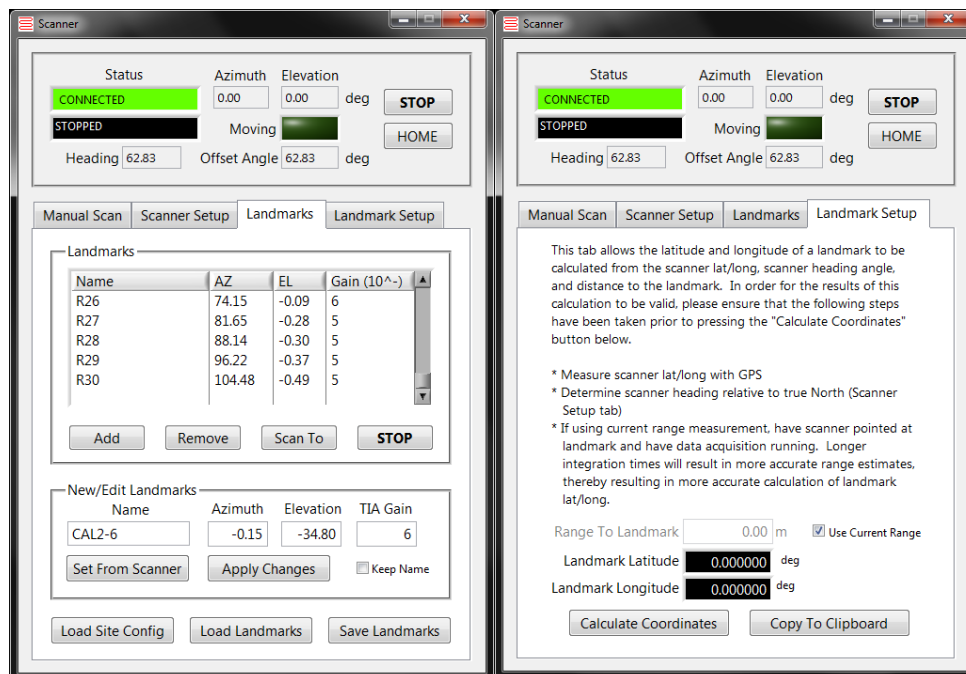 Scanner
Status Azimuth Elevation
CONNECTED 0.00 0.00 deg STOP
STOPPED Moving HOME
Heading 62.83 Offset Angle 62.83 deg
Manual Scan Scanner Setup Landmarks Landmark Setup
Landmarks
Name AZ EL Gain (10^-)
R26 74.15 -0.09 6
R27 81.65 -0.28 5
R28 88.14 -0.30 5
R29 96.22 -0.37 5
R30 104.48 -0.49 5
Add Remove Scan To STOP
New/Edit Landmarks
Name Azimuth Elevation TIA Gain
CAL2-6 -0.15 -34.80 6
Set From Scanner Apply Changes Keep Name
Load Site Config Load Landmarks Save Landmarks
Scanner
Status Azimuth Elevation
CONNECTED 0.00 0.00 deg STOP
STOPPED Moving HOME
Heading 62.83 Offset Angle 62.83 deg
Manual Scan Scanner Setup Landmarks Landmark Setup
This tab allows the latitude and longitude of a landmark to be
calculated from the scanner lat/long, scanner heading angle,
and distance to the landmark. In order for the results of this
calculation to be valid, please ensure that the following steps
have been taken prior to pressing the "Calculate Coordinates"
button below.
* Measure scanner lat/long with GPS
* Determine scanner heading relative to true North (Scanner
Setup tab)
* If using current range measurement, have scanner pointed at
landmark and have data acquisition running. Longer
integration times will result in more accurate range estimates,
thereby resulting in more accurate calculation of landmark
lat/long.
Range To Landmark 0.00 m Use Current Range
Landmark Latitude 0.000000 deg
Landmark Longitude 0.000000 deg
Calculate Coordinates Copy To Clipboard